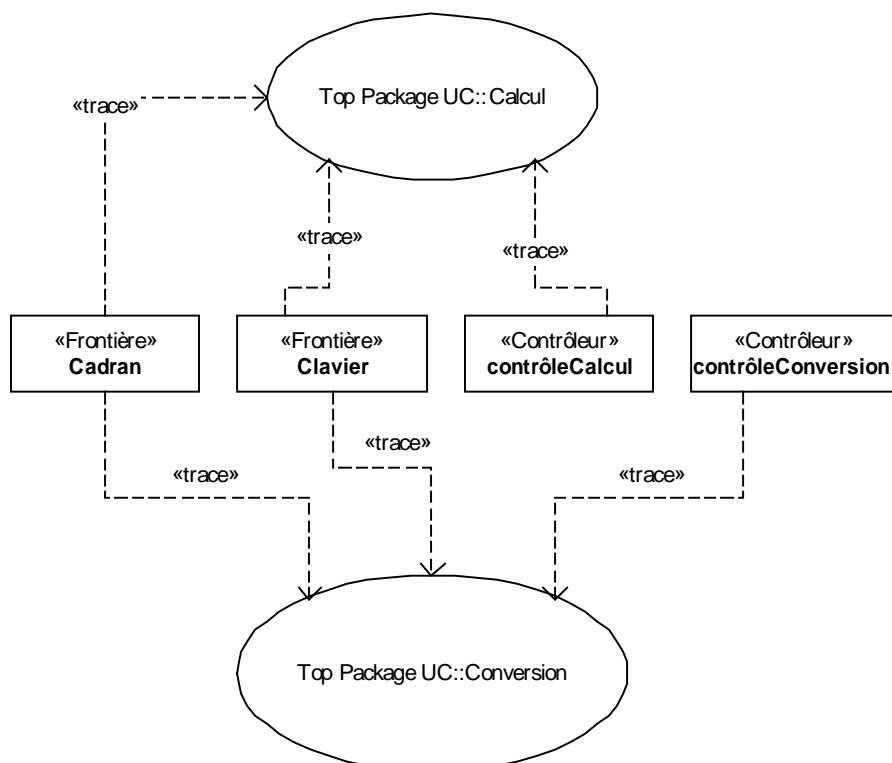 Top Package UC:: Calcul
«trace»
«trace»
«trace»
«Frontière»
Cadran
«Frontière»
Clavier
«Contrôleur»
contrôleCalcul
«Contrôleur»
contrôleConversion
«trace»
«trace»
«trace»
Top Package UC::Conversion